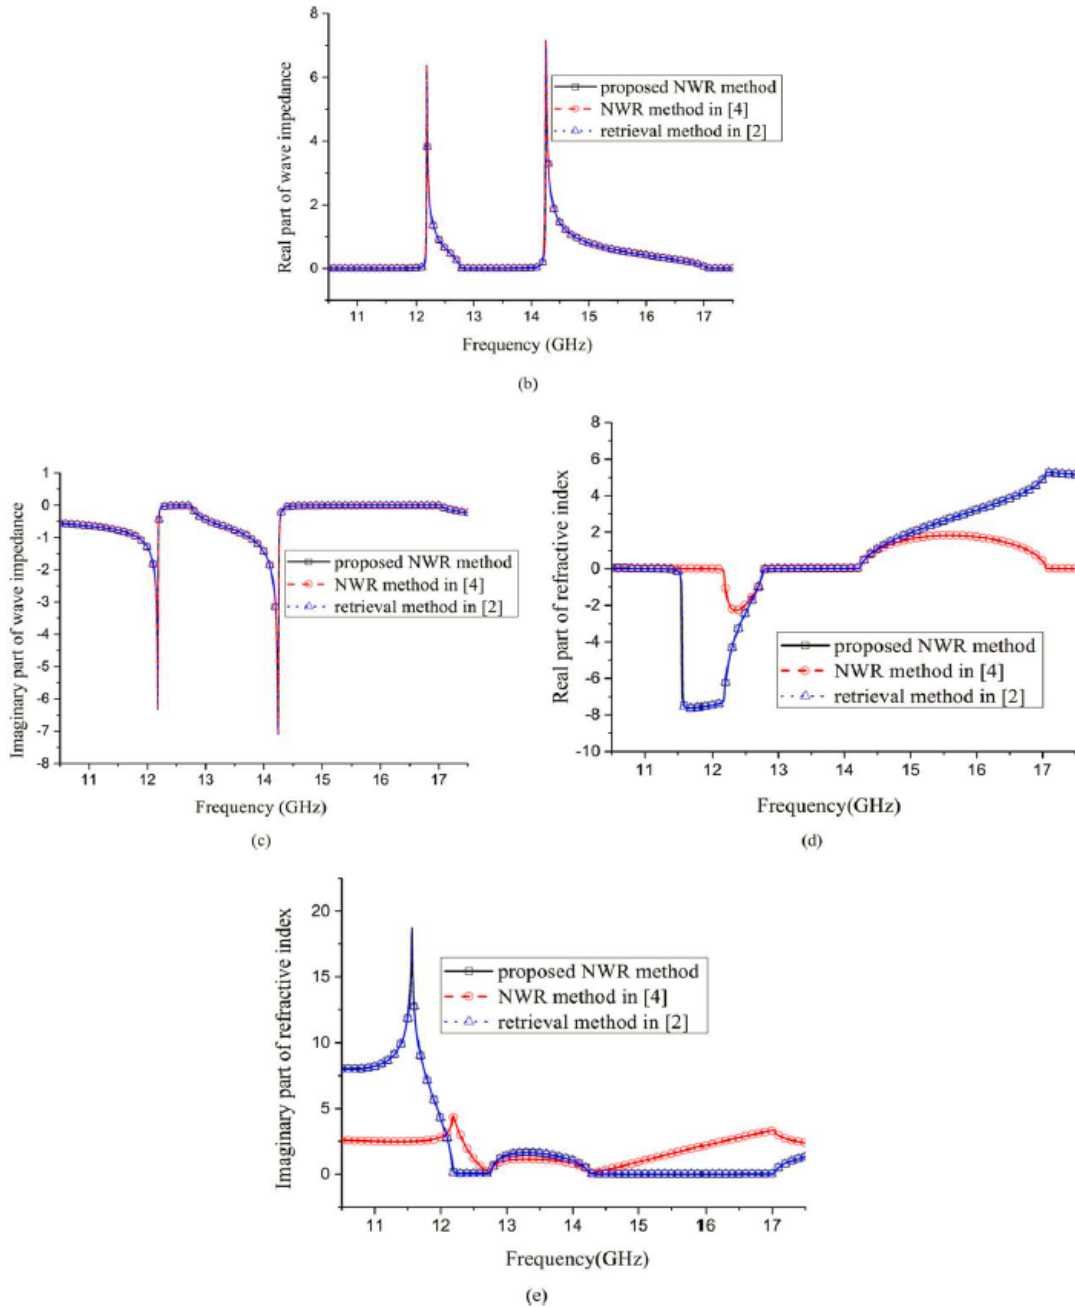 8
6
4
2
0
Real part of wave impedance
proposed NWR method
NWR method in [4]
retrieval method in [2]
11 12 13 14 15 16 17
Frequency (GHz)
(b)
1
0
-1
-2
-3
-4
-5
-6
-7
-8
Imaginary part of wave impedance
proposed NWR method
NWR method in [4]
retrieval method in [2]
11 12 13 14 15 16 17
Frequency (GHz)
(c)
8
6
4
2
0
-2
-4
-6
-8
-10
Real part of refractive index
proposed NWR method
NWR method in [4]
retrieval method in [2]
11 12 13 14 15 16 17
Frequency(GHz)
(d)
20
15
10
5
0
Imaginary part of refractive index
proposed NWR method
NWR method in [4]
retrieval method in [2]
11 12 13 14 15 16 17
Frequency(GHz)
(e)